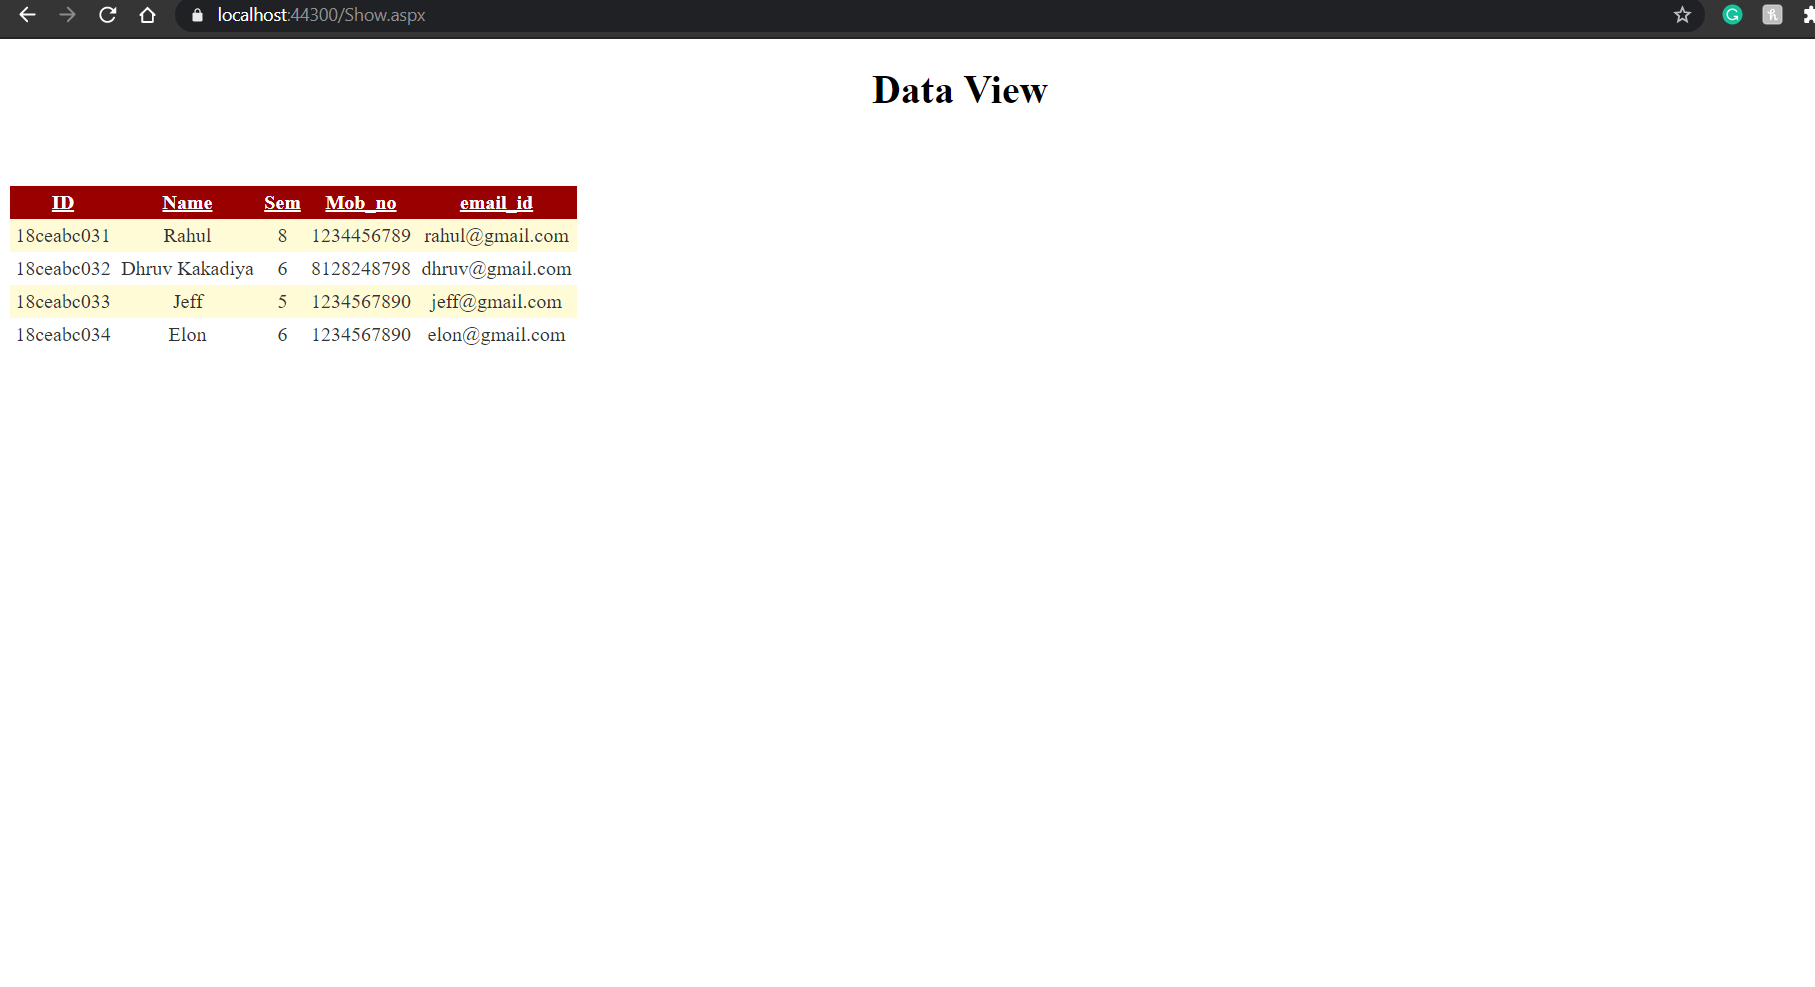 localhost:44300/Show.aspx
Data View
ID Name Sem Mob_no email_id
18ceabc031 Rahul 8 1234456789 rahul@gmail.com
18ceabc032 Dhruv Kakadiya 6 8128248798 dhruv@gmail.com
18ceabc033 Jeff 5 1234567890 jeff@gmail.com
18ceabc034 Elon 6 1234567890 elon@gmail.com